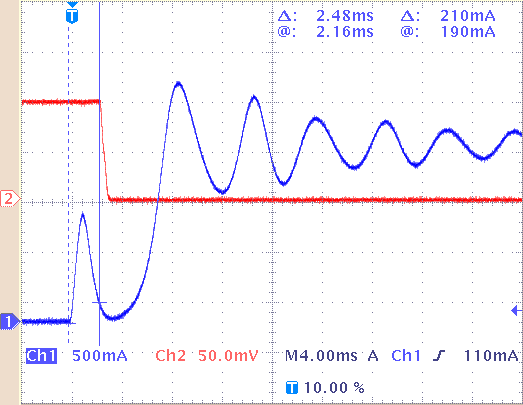 T
Δ: 2.48ms Δ: 210mA
@: 2.16ms @: 190mA
2
1
Ch1 500mA Ch2 50.0mV M4.00ms A Ch1 ƒ 110mA
T 10.00 %